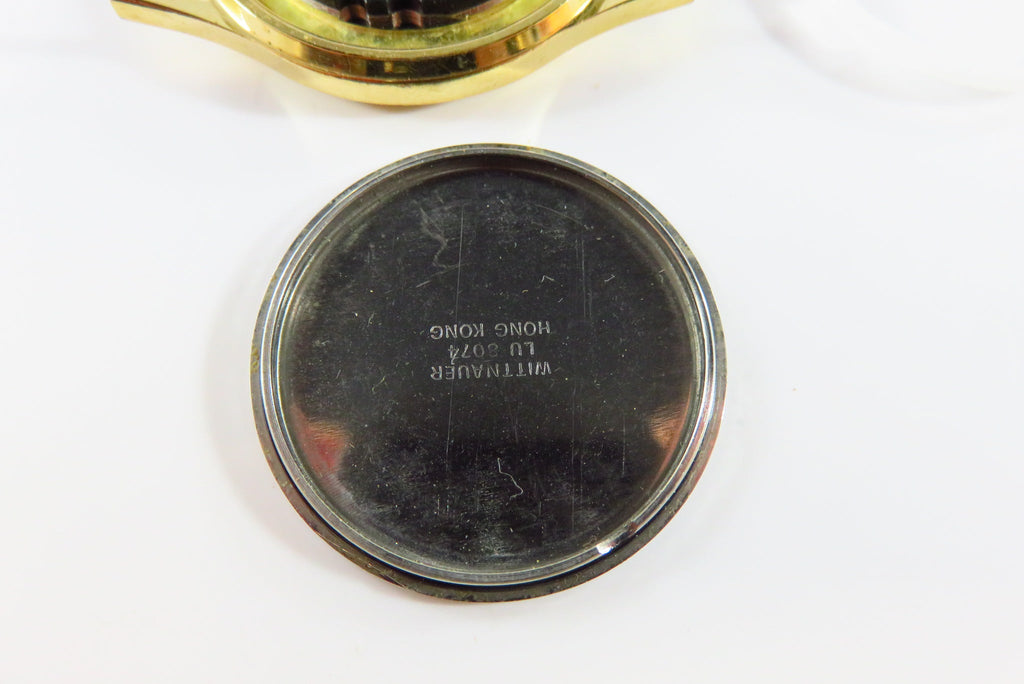 WITTNAUER
LU 8074
HONG KONG